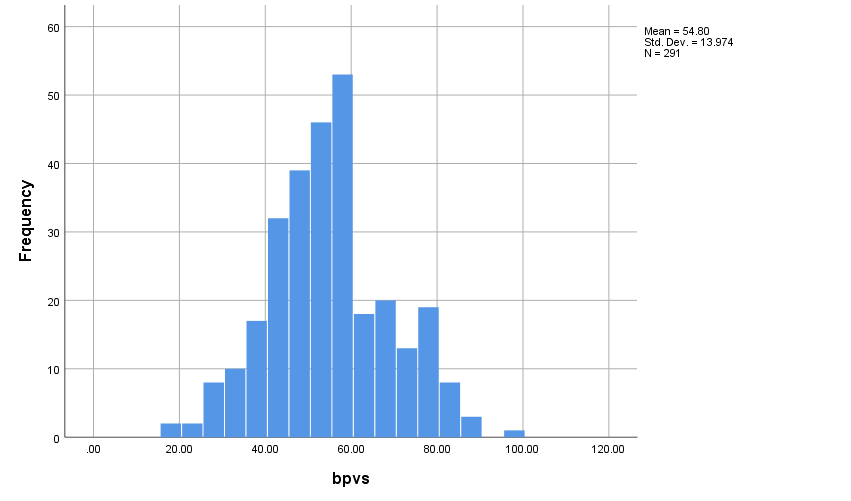 60
50
40
30
20
10
0
Frequency
.00
20.00
40.00
60.00
80.00
100.00
120.00
bpvs
Mean = 54.80
Std. Dev. = 13.974
N = 291